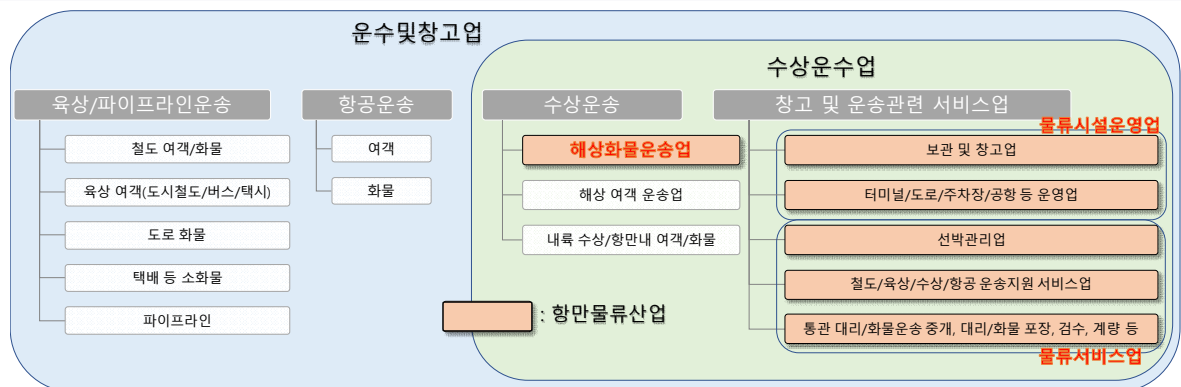 운수및창고업
수상운수업
육상/파이프라인운송
철도 여객/화물
육상 여객(도시철도/버스/택시)
도로 화물
택배 등 소화물
파이프라인
항공운송
여객
화물
수상운송
해상화물운송업
해상 여객 운송업
내륙 수상/항만내 여객/화물
창고 및 운송관련 서비스업
물류시설운영업
보관 및 창고업
터미널/도로/주차장/공항 등 운영업
선박관리업
철도/육상/수상/항공 운송지원 서비스업
통관 대리/화물운송 중개, 대리/화물 포장, 검수, 계량 등
물류서비스업
: 항만물류산업